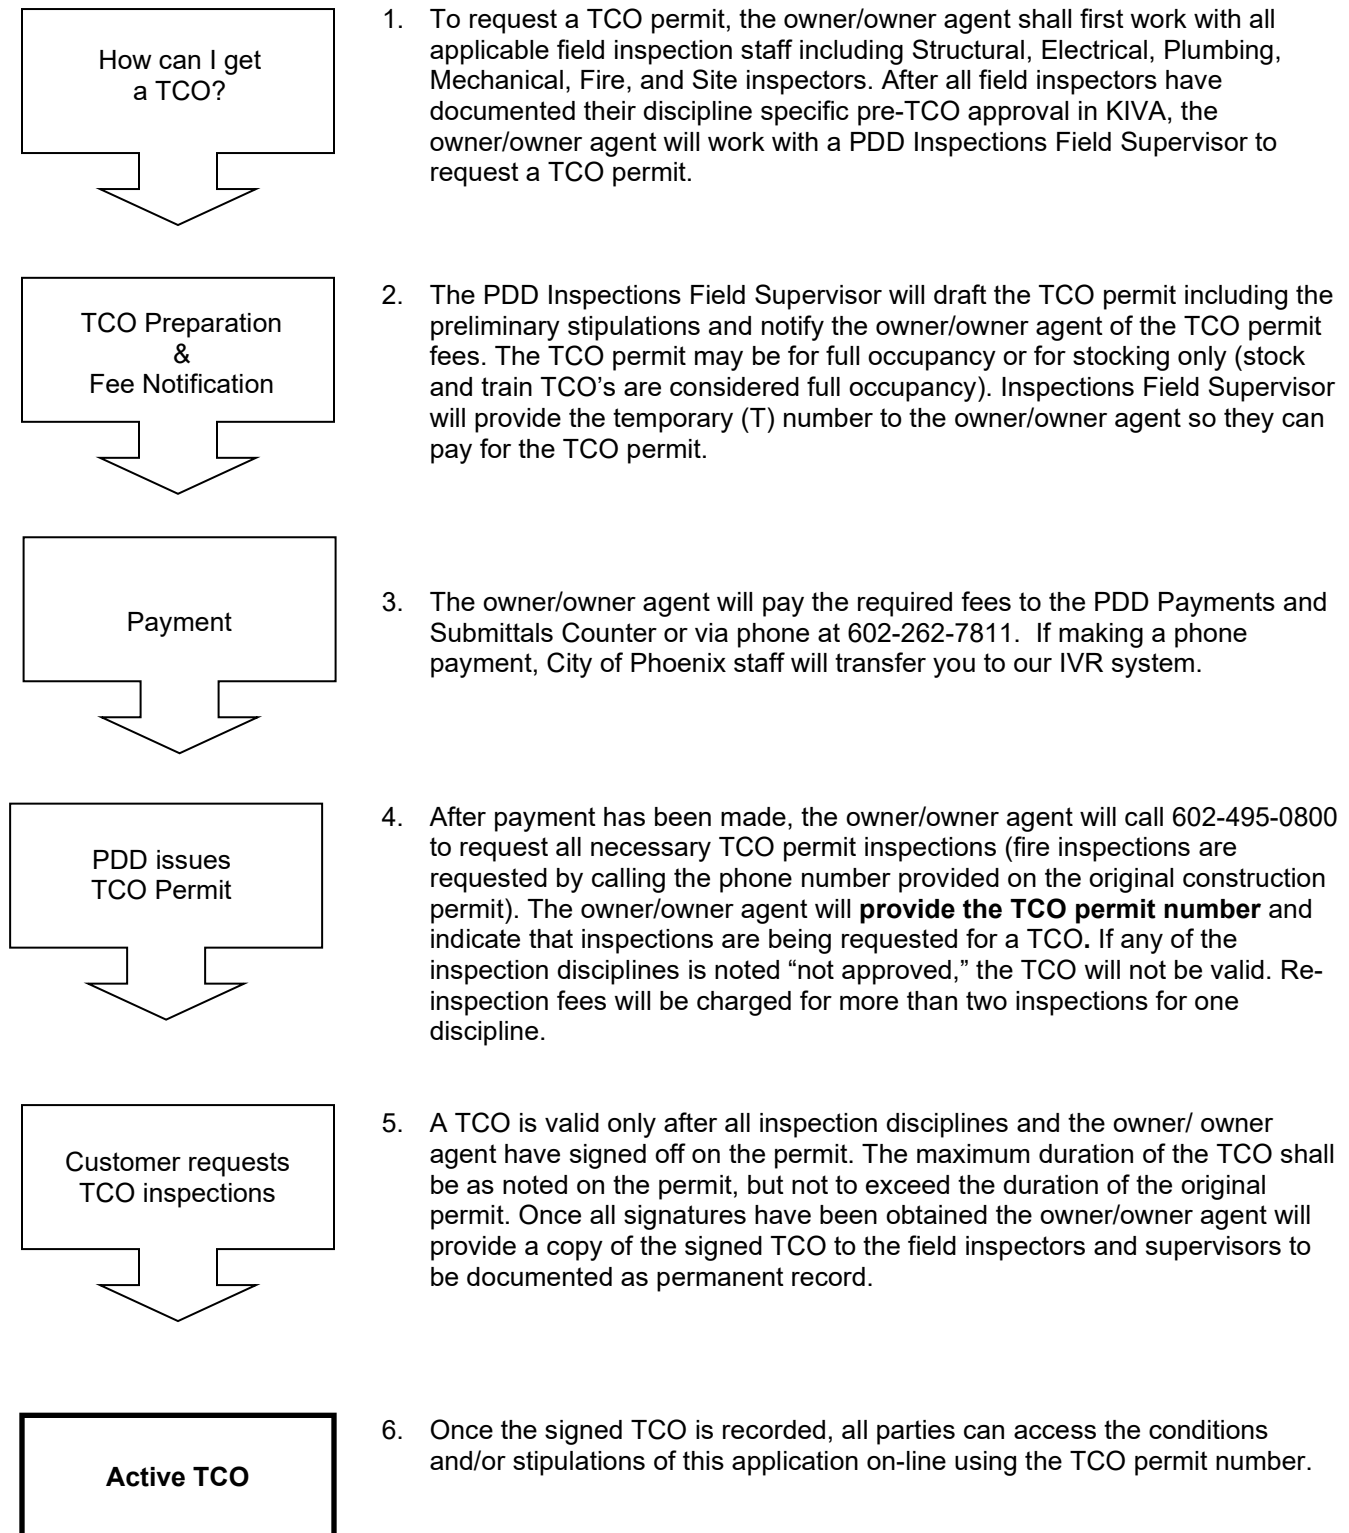 How can I get
a TCO?
1. To request a TCO permit, the owner/owner agent shall first work with all
applicable field inspection staff including Structural, Electrical, Plumbing,
Mechanical, Fire, and Site inspectors. After all field inspectors have
documented their discipline specific pre-TCO approval in KIVA, the
owner/owner agent will work with a PDD Inspections Field Supervisor to
request a TCO permit.
TCO Preparation
&
Fee Notification
2. The PDD Inspections Field Supervisor will draft the TCO permit including the
preliminary stipulations and notify the owner/owner agent of the TCO permit
fees. The TCO permit may be for full occupancy or for stocking only (stock
and train TCO’s are considered full occupancy). Inspections Field Supervisor
will provide the temporary (T) number to the owner/owner agent so they can
pay for the TCO permit.
Payment
3. The owner/owner agent will pay the required fees to the PDD Payments and
Submittals Counter or via phone at 602-262-7811.  If making a phone
payment, City of Phoenix staff will transfer you to our IVR system.
PDD issues
TCO Permit
4. After payment has been made, the owner/owner agent will call 602-495-0800
to request all necessary TCO permit inspections (fire inspections are
requested by calling the phone number provided on the original construction
permit). The owner/owner agent will provide the TCO permit number and
indicate that inspections are being requested for a TCO. If any of the
inspection disciplines is noted “not approved,” the TCO will not be valid. Re-
inspection fees will be charged for more than two inspections for one
discipline.
Customer requests
TCO inspections
5. A TCO is valid only after all inspection disciplines and the owner/ owner
agent have signed off on the permit. The maximum duration of the TCO shall
be as noted on the permit, but not to exceed the duration of the original
permit. Once all signatures have been obtained the owner/owner agent will
provide a copy of the signed TCO to the field inspectors and supervisors to
be documented as permanent record.
Active TCO
6. Once the signed TCO is recorded, all parties can access the conditions
and/or stipulations of this application on-line using the TCO permit number.